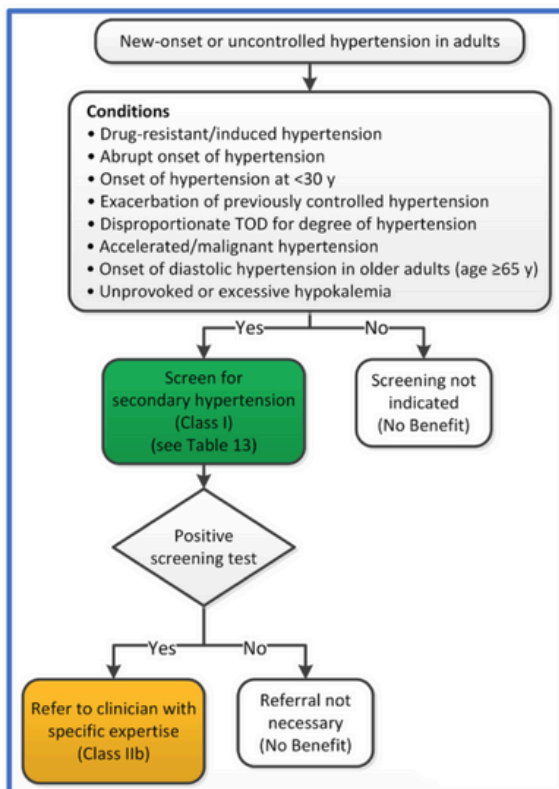 New-onset or uncontrolled hypertension in adults
Conditions
• Drug-resistant/induced hypertension
• Abrupt onset of hypertension
• Onset of hypertension at <30 y
• Exacerbation of previously controlled hypertension
• Disproportionate TOD for degree of hypertension
• Accelerated/malignant hypertension
• Onset of diastolic hypertension in older adults (age ≥65 y)
• Unprovoked or excessive hypokalemia
Yes
No
Screen for
secondary hypertension
(Class I)
(see Table 13)
Screening not
indicated
(No Benefit)
Positive
screening test
Yes
No
Refer to clinician with
specific expertise
(Class IIb)
Referral not
necessary
(No Benefit)